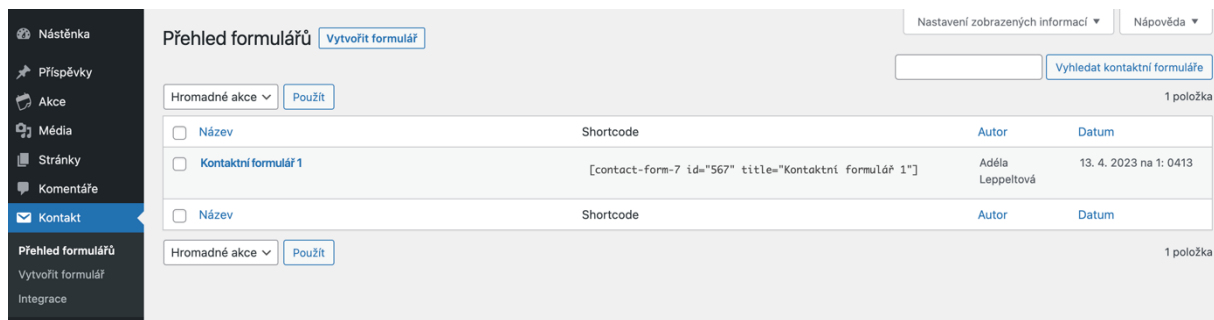 Nástěnka
Příspěvky
Akce
Média
Stránky
Komentáře
Kontakt
Přehled formulářů
Vytvořit formulář
Integrace
Nastavení zobrazených informací ▼ Nápověda ▼
Přehled formulářů Vytvořit formulář
Vyhledat kontaktní formuláře
Hromadné akce Použít 1 položka
Název Shortcode Autor Datum
Kontaktní formulář 1 [contact-form-7 id="567" title="Kontaktní formulář 1"] Adéla 13. 4. 2023 na 1: 0413
Leppeltová
Název Shortcode Autor Datum
Hromadné akce Použít 1 položka